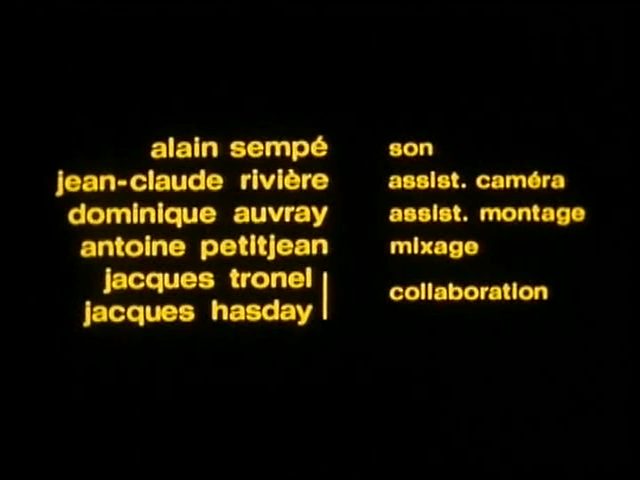 alain sempé son
jean-claude rivière assist. caméra
dominique auvray assist. montage
antoine petitjean mixage
jacques tronel
collaboration
jacques hasday